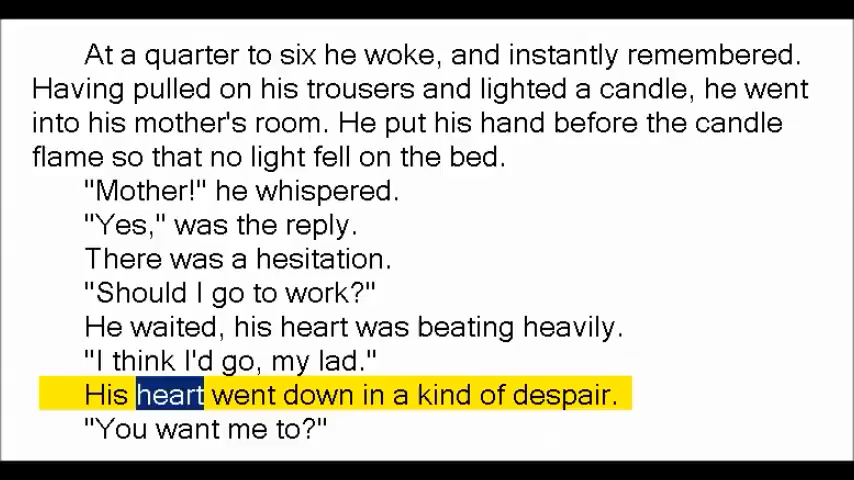 At a quarter to six he woke, and instantly remembered.
Having pulled on his trousers and lighted a candle, he went
into his mother's room. He put his hand before the candle
flame so that no light fell on the bed.
"Mother!" he whispered.
"Yes," was the reply.
There was a hesitation.
"Should I go to work?"
He waited, his heart was beating heavily.
"I think I'd go, my lad."
His heart went down in a kind of despair.
"You want me to?"